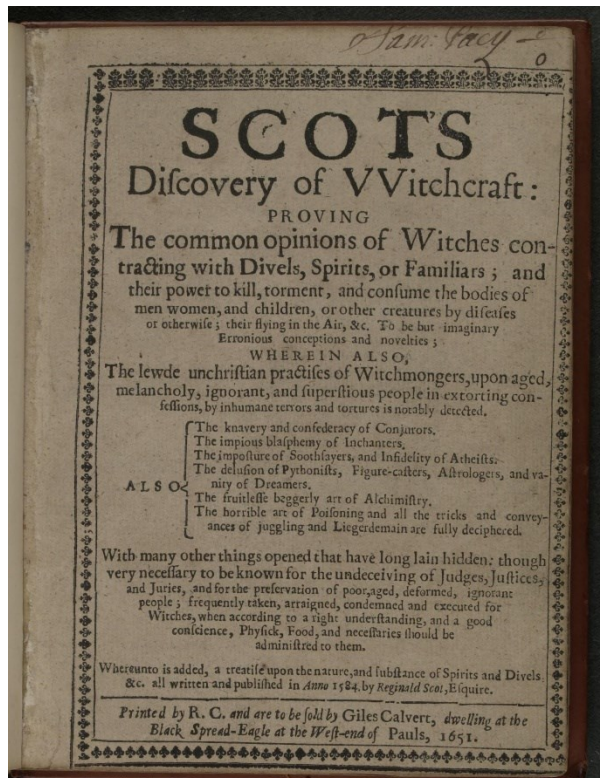 Sam: Pacy
SCOTS
Diſcovery of VVitchcraft:
PROVING
The common opinions of Witches con-
tracting with Divels, Spirits, or Familiars; and
their power to kill, torment, and conſume the bodies of
men women, and children, or other creatures by diſeaſes
or otherwiſe; their flying in the Air, &c. To be but imaginary
Erronious conceptions and novelties;
WHEREIN ALSO,
The lewde unchriſtian practiſes of Witchmongers, upon aged,
melancholy, ignorant, and ſuperſtious people in extorting con-
feſſions, by inhumane terrors and tortures is notably detected.
The knavery and confederacy of Conjurors.
The impious blaſphemy of Inchanters.
The impoſture of Soothſayers, and Infidelity of Atheiſts.
The deluſion of Pythoniſts, Figure-caſters, Aſtrologers, and va-
ALSO nity of Dreamers.
The fruitleſſe beggerly art of Alchimiſtry.
The horrible art of Poiſoning and all the tricks and convey-
ances of juggling and Liegerdemain are fully deciphered.
With many other things opened that have long lain hidden: though
very neceſſary to be known for the undeceiving of Judges, Juſtices,
and Juries, and for the preſervation of poor, aged, deformed, ignorant
people; frequently taken, arraigned, condemned and executed for
Witches, when according to a right underſtanding, and a good
conſcience, Phyſick, Food, and neceſſaries ſhould be
adminiſtred to them.
Whereunto is added, a treatiſe upon the nature, and ſubſtance of Spirits and Divels
&c. all written and publiſhed in Anno 1584. by Reginald Scot, Eſquire.
Printed by R. C. and are to be ſold by Giles Calvert, dwelling at the
Black Spread-Eagle at the Weſt-end of Pauls, 1651.